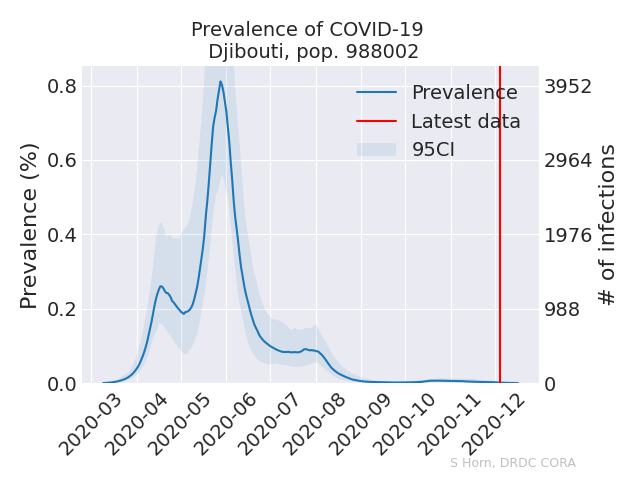 Prevalence of COVID-19
Djibouti, pop. 988002
Prevalence (%)
0.8
0.6
0.4
0.2
0.0
Prevalence
Latest data
95CI
3952
2964
1976
988
0
# of infections
2020-03
2020-04
2020-05
2020-06
2020-07
2020-08
2020-09
2020-10
2020-11
2020-12
S Horn, DRDC CORA